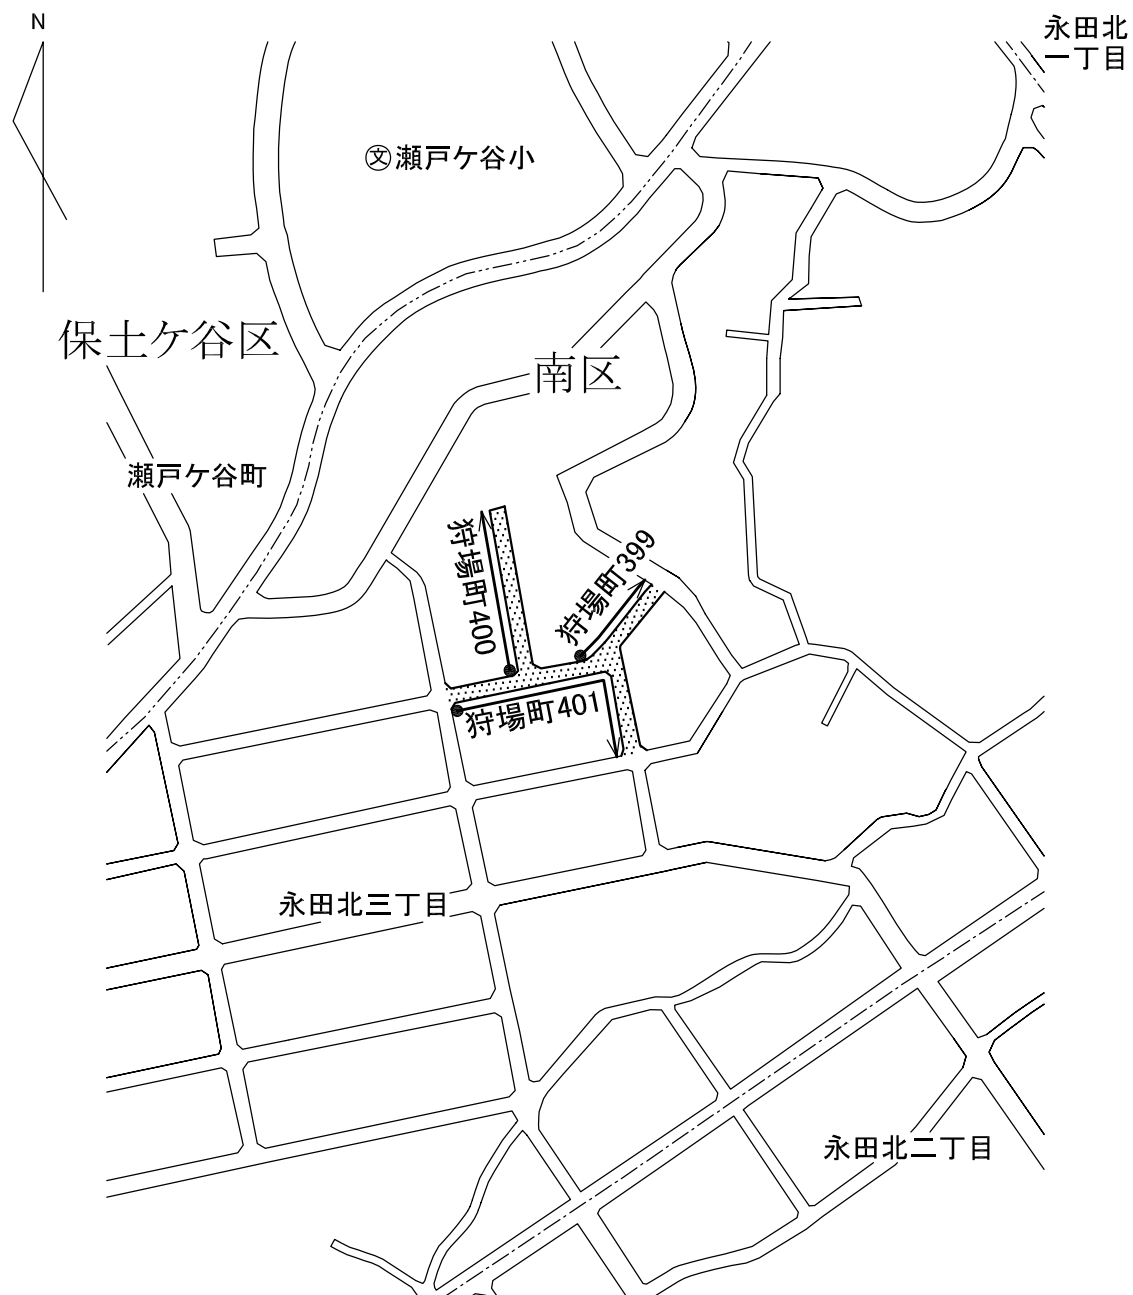 N
永田北
一丁目
文瀬戸ケ谷小
保土ケ谷区
南区
瀬戸ケ谷町
狩場町400
狩場町399
狩場町401
永田北三丁目
永田北二丁目